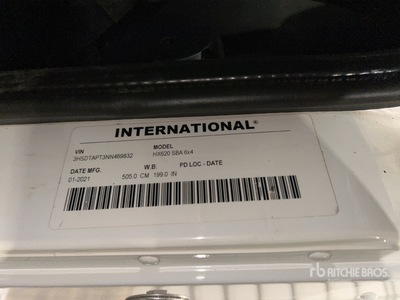 INTERNATIONAL®
VIN MODEL
3HSDTAPT3NN469832 HX620 SBA 6x4
DATE MFG. W.B. PD LOC - DATE
01-2021 505.0 CM 199.0 IN
rb RITCHIE BROS.